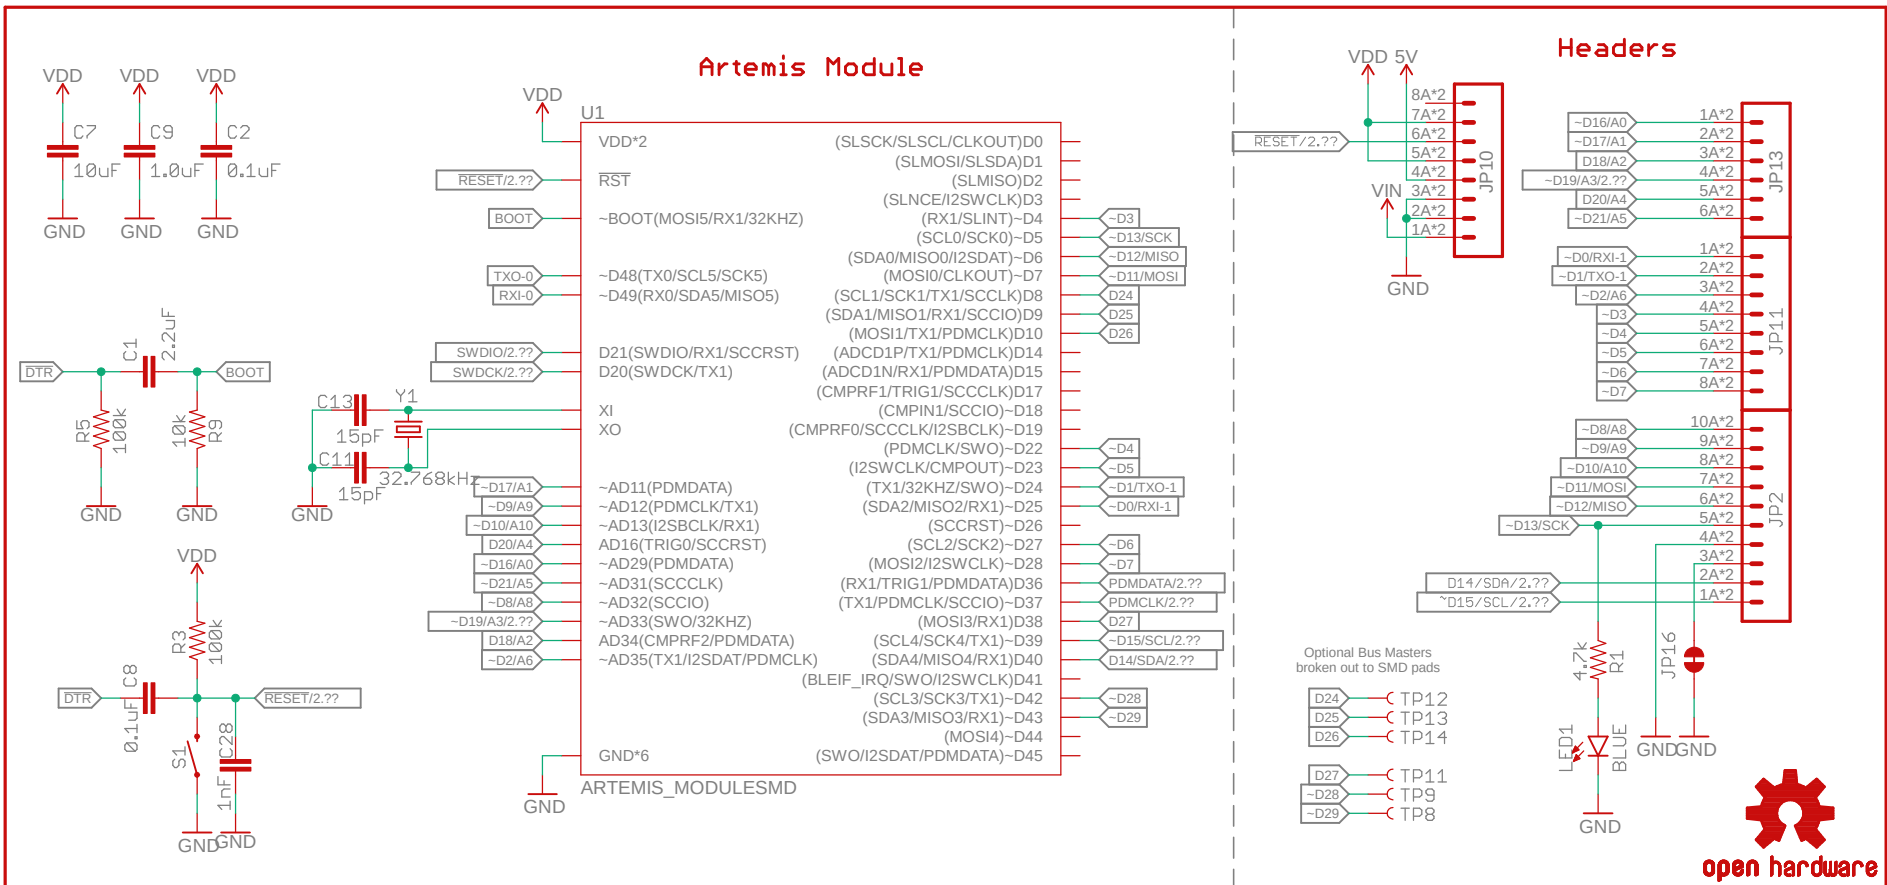 Artemis Module
Headers
VDD
VDD
VDD
C7
10uF
C9
1.0uF
C2
0.1uF
GND
GND
GND
DTR
C1
2.2uF
BOOT
R5
100k
10k
R9
GND
GND
VDD
R3
100k
DTR
C8
0.1uF
RESET/2.??
S1
C28
1nF
GND
GND
VDD
U1
RESET/2.??
BOOT
TXO-0
RXI-0
SWDIO/2.??
SWDCK/2.??
C13
15pF
Y1
C11
15pF
32.768kHz
GND
~D17/A1
~D9/A9
~D10/A10
D20/A4
~D16/A0
~D21/A5
~D8/A8
~D19/A3/2.??
D18/A2
~D2/A6
GND
VDD*2
RST
~BOOT(MOSI5/RX1/32KHZ)
~D48(TX0/SCL5/SCK5)
~D49(RX0/SDA5/MISO5)
D21(SWDIO/RX1/SCCRST)
D20(SWDCK/TX1)
XI
XO
~AD11(PDMDATA)
~AD12(PDMCLK/TX1)
~AD13(I2SBCLK/RX1)
AD16(TRIG0/SCCRST)
~AD29(PDMDATA)
~AD31(SCCCLK)
~AD32(SCCIO)
~AD33(SWO/32KHZ)
AD34(CMPRF2/PDMDATA)
~AD35(TX1/I2SDAT/PDMCLK)
GND*6
ARTEMIS_MODULESMD
(SLSCK/SLSCL/CLKOUT)D0
(SLMOSI/SLSDA)D1
(SLMISO)D2
(SLNCE/I2SWCLK)D3
(RX1/SLINT)~D4
(SCL0/SCK0)~D5
(SDA0/MISO0/I2SDAT)~D6
(MOSI0/CLKOUT)~D7
(SCL1/SCK1/TX1/SCCLK)D8
(SDA1/MISO1/RX1/SCCIO)D9
(MOSI1/TX1/PDMCLK)D10
(ADCD1P/TX1/PDMCLK)D14
(ADCD1N/RX1/PDMDATA)D15
(CMPRF1/TRIG1/SCCCLK)D17
(CMPIN1/SCCIO)~D18
(CMPRF0/SCCCLK/I2SBCLK)~D19
(PDMCLK/SWO)~D22
(I2SWCLK/CMPOUT)~D23
(TX1/32KHZ/SWO)~D24
(SDA2/MISO2/RX1)~D25
(SCCRST)~D26
(SCL2/SCK2)~D27
(MOSI2/I2SWCLK)~D28
(RX1/TRIG1/PDMDATA)D36
(TX1/PDMCLK/SCCIO)~D37
(MOSI3/RX1)D38
(SCL4/SCK4/TX1)~D39
(SDA4/MISO4/RX1)D40
(BLEIF_IRQ/SWO/I2SWCLK)D41
(SCL3/SCK3/TX1)~D42
(SDA3/MISO3/RX1)~D43
(MOSI4)~D44
(SWO/I2SDAT/PDMDATA)~D45
~D3
~D13/SCK
~D12/MISO
~D11/MOSI
D24
D25
D26
~D4
~D5
~D1/TXO-1
~D0/RXI-1
~D6
~D7
PDMDATA/2.??
PDMCLK/2.??
D27
~D15/SCL/2.??
D14/SDA/2.??
~D28
~D29
VDD 5V
RESET/2.??
VIN
GND
8A*2
7A*2
6A*2
5A*2
4A*2
3A*2
2A*2
1A*2
JP10
~D16/A0 1A*2
~D17/A1 2A*2
D18/A2 3A*2
~D19/A3/2.?? 4A*2
D20/A4 5A*2
~D21/A5 6A*2
JP13
~D0/RXI-1 1A*2
~D1/TXO-1 2A*2
~D2/A6 3A*2
~D3 4A*2
~D4 5A*2
~D5 6A*2
~D6 7A*2
~D7 8A*2
JP11
~D8/A8 10A*2
~D9/A9 9A*2
~D10/A10 8A*2
~D11/MOSI 7A*2
~D12/MISO 6A*2
~D13/SCK 5A*2
4A*2
3A*2
D14/SDA/2.?? 2A*2
~D15/SCL/2.?? 1A*2
JP2
4.7k
R1
JP16
LED1
BLUE
GND
GND
GND
Optional Bus Masters
broken out to SMD pads
D24 TP12
D25 TP13
D26 TP14
D27 TP11
~D28 TP9
~D29 TP8
open hardware